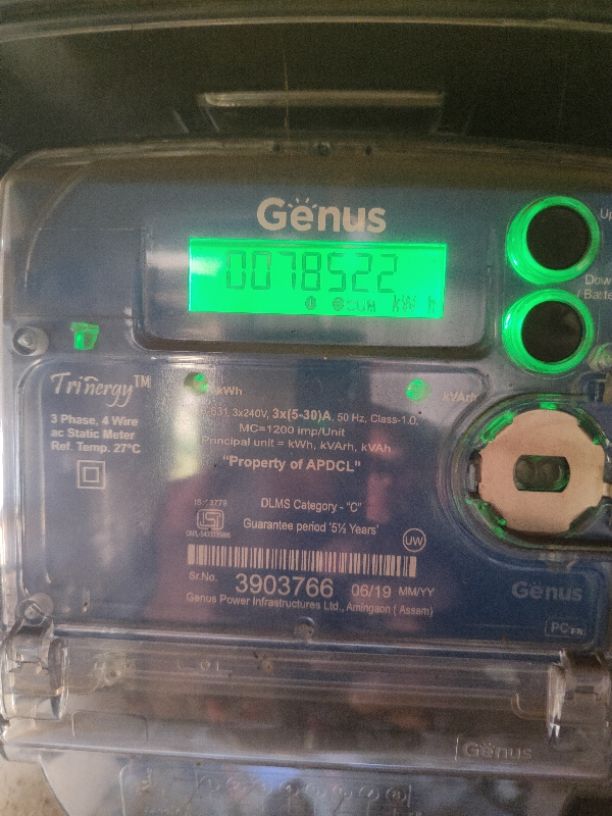 Genus
0078522
CUM kW h
Trinergy™
kWh
kVArh
3 Phase, 4 Wire
ac Static Meter
Ref. Temp. 27°C
3x240V, 3x(5-30)A, 50 Hz, Class-1.0,
MC=1200 imp/Unit
Principal unit = kWh, kVArh, kVAh
"Property of APDCL"
DLMS Category - "C"
Guarantee period '5½ Years'
UW
Sr.No. 3903766 06/19 MM/YY
Genus Power Infrastructures Ltd., Amingaon ( Assam)
Genus
Genus